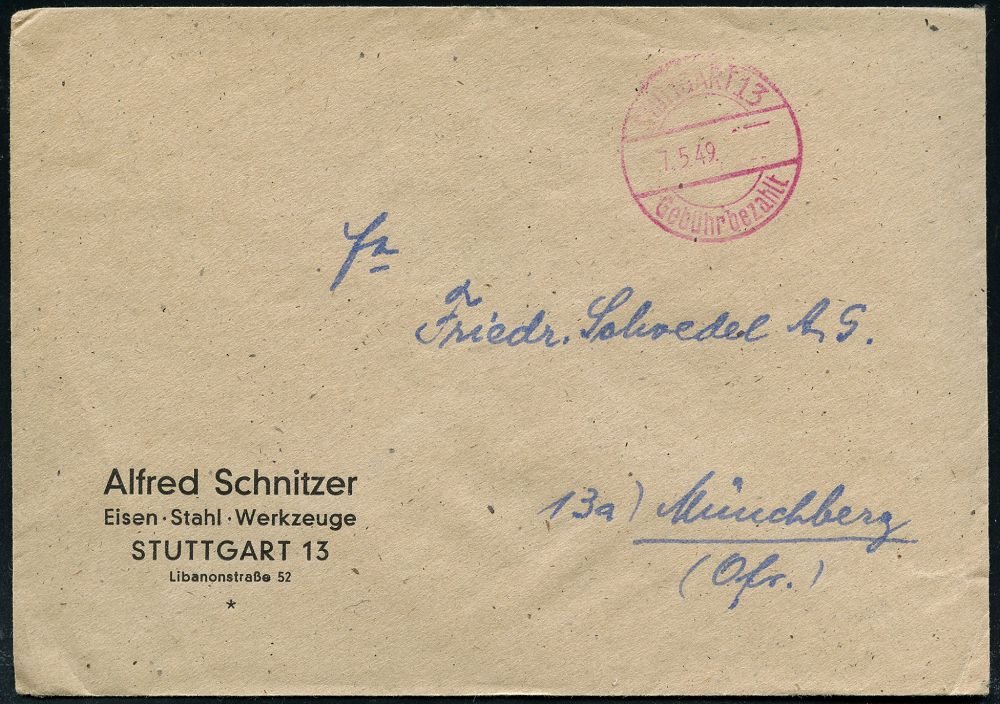 STUTTGART 13
7.5.49.
Gebühr bezahlt
Fa
Friedr. Schoedel A.G.
Alfred Schnitzer
Eisen · Stahl · Werkzeuge
STUTTGART 13
Libanonstraße 52
*
13a) Münchberg
(Ofr.)